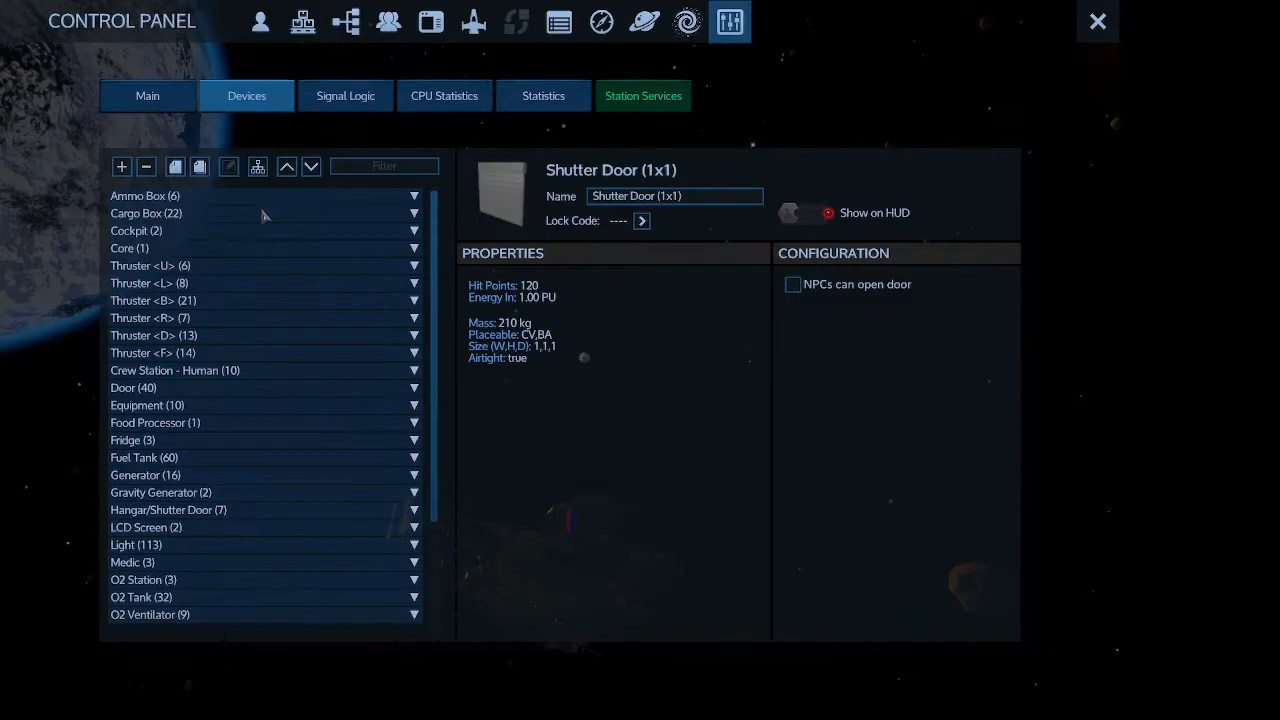 CONTROL PANEL
Main
Devices
Signal Logic
CPU Statistics
Statistics
Station Services
Filter
Ammo Box (6)
Cargo Box (22)
Cockpit (2)
Core (1)
Thruster <U> (6)
Thruster <L> (8)
Thruster <B> (21)
Thruster <R> (7)
Thruster <D> (13)
Thruster <F> (14)
Crew Station - Human (10)
Door (40)
Equipment (10)
Food Processor (1)
Fridge (3)
Fuel Tank (60)
Generator (16)
Gravity Generator (2)
Hangar/Shutter Door (7)
LCD Screen (2)
Light (113)
Medic (3)
O2 Station (3)
O2 Tank (32)
O2 Ventilator (9)
Shutter Door (1x1)
Name Shutter Door (1x1)
Lock Code: ----
Show on HUD
PROPERTIES
Hit Points: 120
Energy In: 1.00 PU
Mass: 210 kg
Placeable: CV,BA
Size (W,H,D): 1,1,1
Airtight: true
CONFIGURATION
NPCs can open door